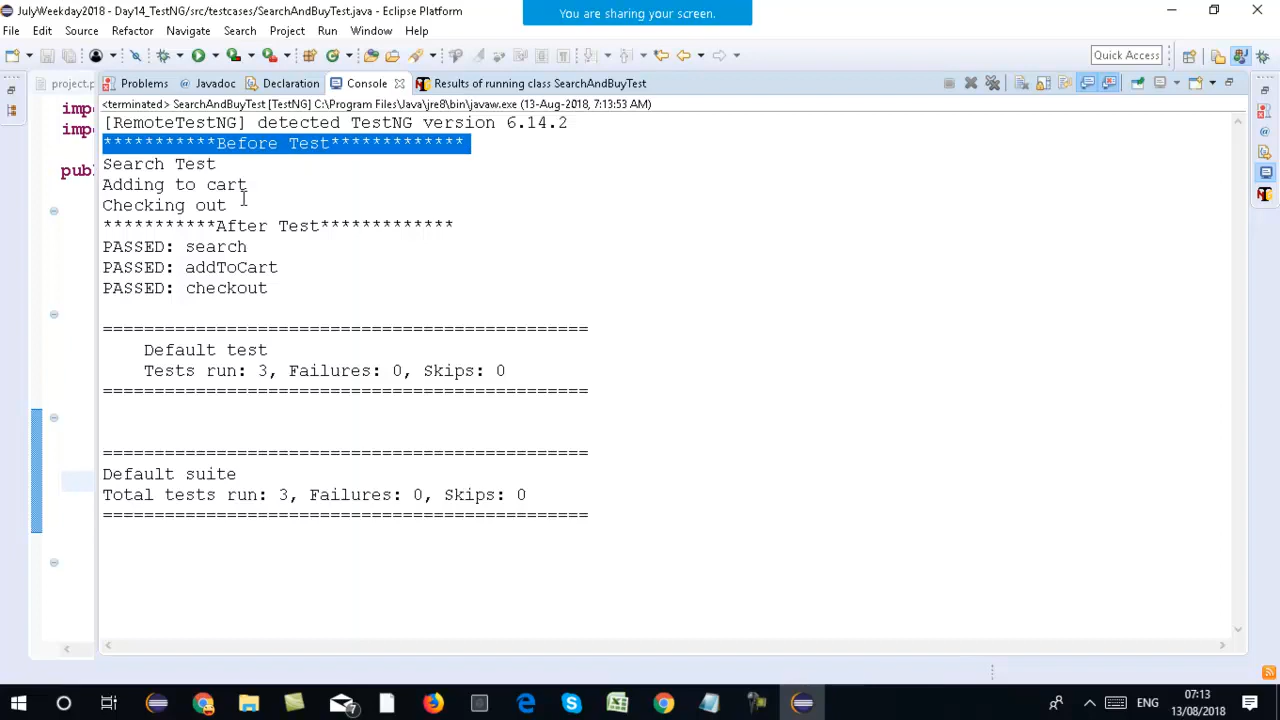 JulyWeekday2018 - Day14_TestNG/src/testcases/SearchAndBuyTest.java - Eclipse Platform
You are sharing your screen.
File Edit Source Refactor Navigate Search Project Run Window Help
Quick Access
project.p
Problems Javadoc Declaration Console Results of running class SearchAndBuyTest
<terminated> SearchAndBuyTest [TestNG] C:\Program Files\Java\jre8\bin\javaw.exe (13-Aug-2018, 7:13:53 AM)
impo
impo
publ
[RemoteTestNG] detected TestNG version 6.14.2
***********Before Test*************
Search Test
Adding to cart
Checking out
***********After Test*************
PASSED: search
PASSED: addToCart
PASSED: checkout
===============================================
Default test
Tests run: 3, Failures: 0, Skips: 0
===============================================
===============================================
Default suite
Total tests run: 3, Failures: 0, Skips: 0
===============================================
7
ENG
07:13
13/08/2018